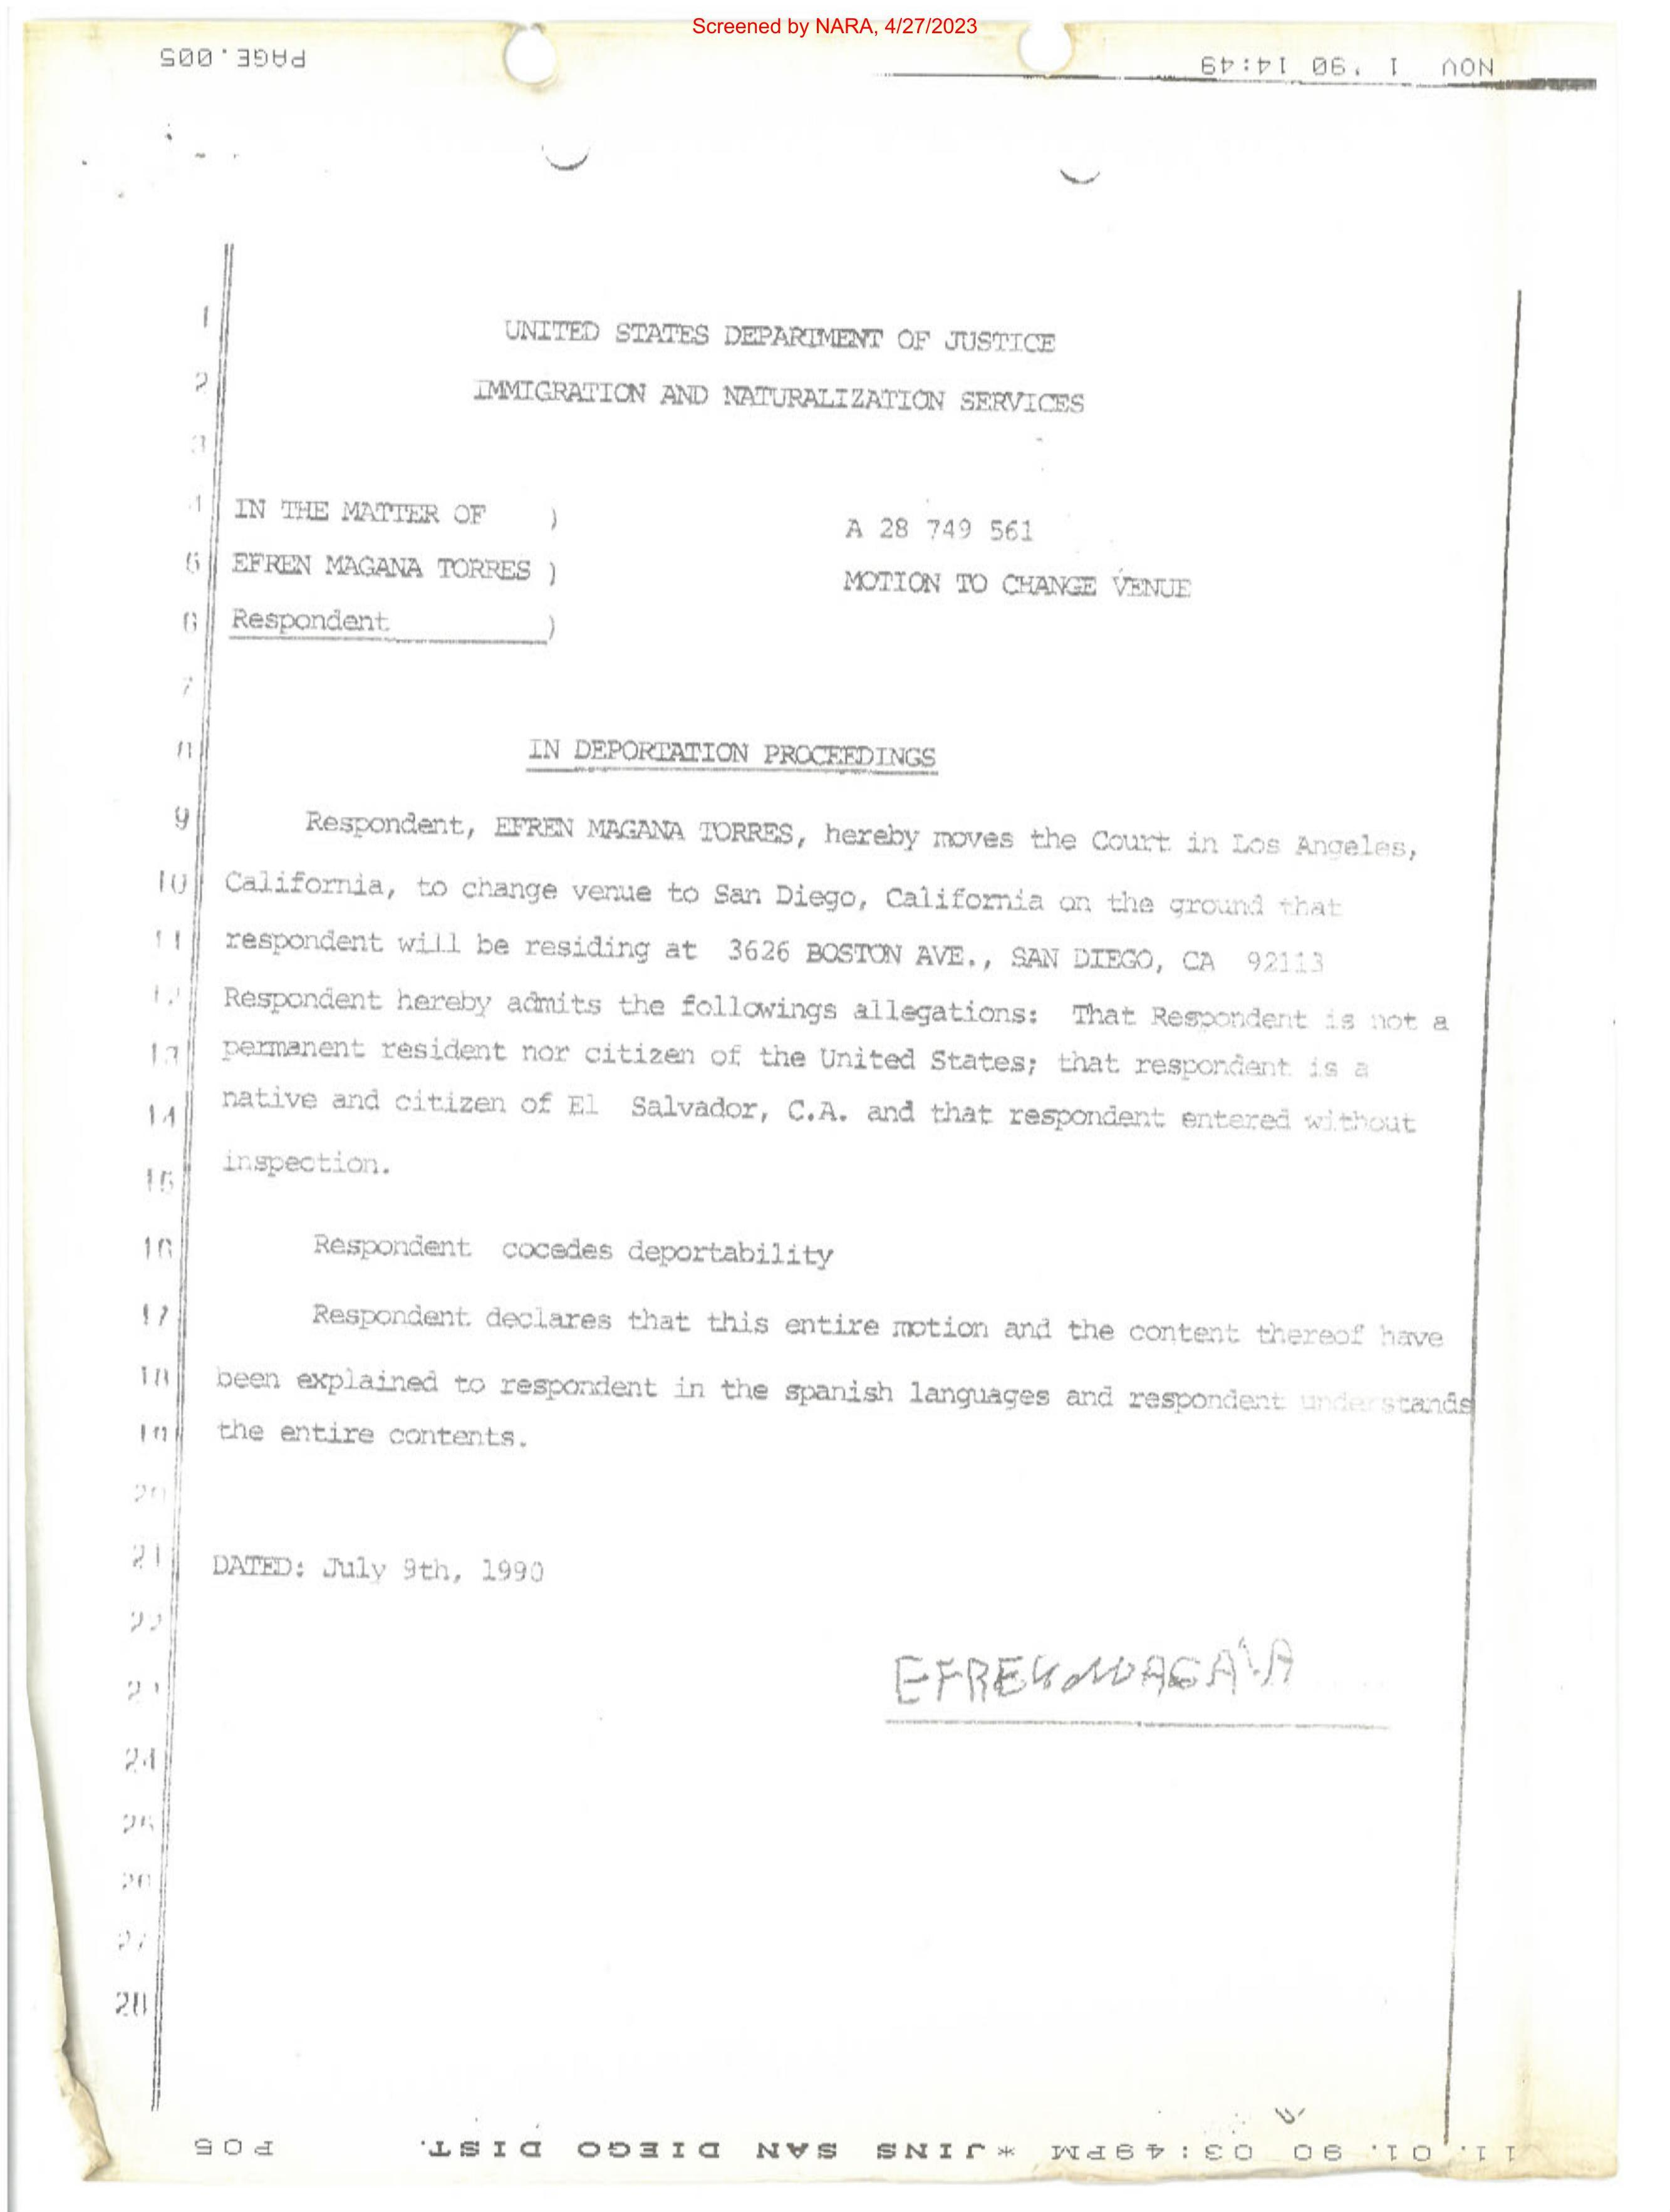 Screened by NARA, 4/27/2023
NOV 1 '90 14:49 PAGE.005
1
UNITED STATES DEPARTMENT OF JUSTICE
2
IMMIGRATION AND NATURALIZATION SERVICES
3
4 IN THE MATTER OF ) A 28 749 561
5 EFREN MAGANA TORRES ) MOTION TO CHANGE VENUE
6 Respondent )
7
8 IN DEPORTATION PROCEEDINGS
9 Respondent, EFREN MAGANA TORRES, hereby moves the Court in Los Angeles,
10 California, to change venue to San Diego, California on the ground that
11 respondent will be residing at 3626 BOSTON AVE., SAN DIEGO, CA 92113
12 Respondent hereby admits the followings allegations: That Respondent is not a
13 permanent resident nor citizen of the United States; that respondent is a
14 native and citizen of El Salvador, C.A. and that respondent entered without
15 inspection.
16 Respondent cocedes deportability
17 Respondent declares that this entire motion and the content thereof have
18 been explained to respondent in the spanish languages and respondent understands
19 the entire contents.
20
21 DATED: July 9th, 1990
22
23 EFREN MAGAÑA
24
25
26
27
28
11. 01. 90 03:49PM *JINS SAN DIEGO DIST. P05